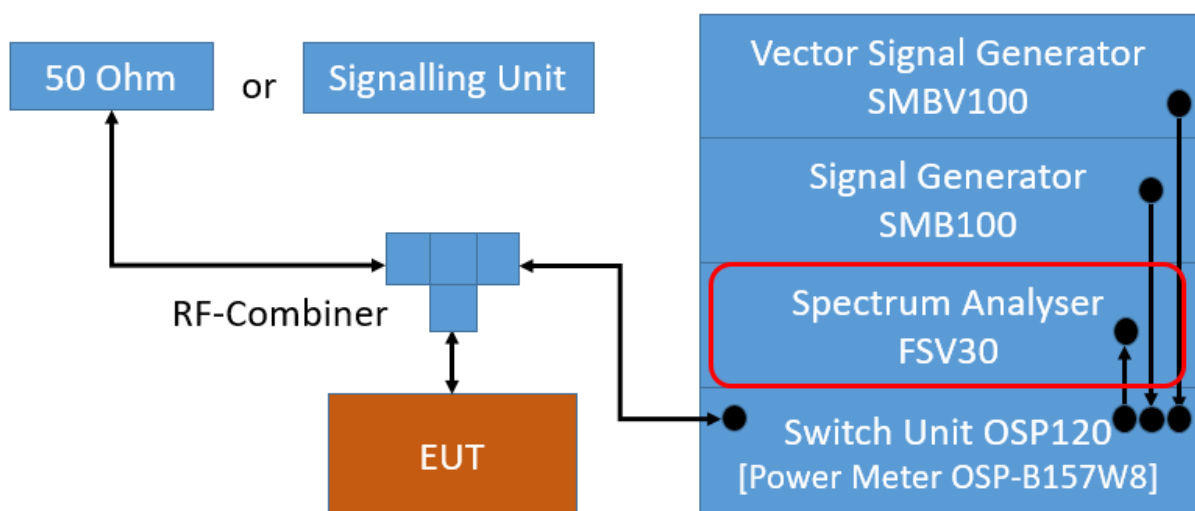 50 Ohm
or
Signalling Unit
RF-Combiner
EUT
Vector Signal Generator
SMBV100
Signal Generator
SMB100
Spectrum Analyser
FSV30
Switch Unit OSP120
[Power Meter OSP-B157W8]